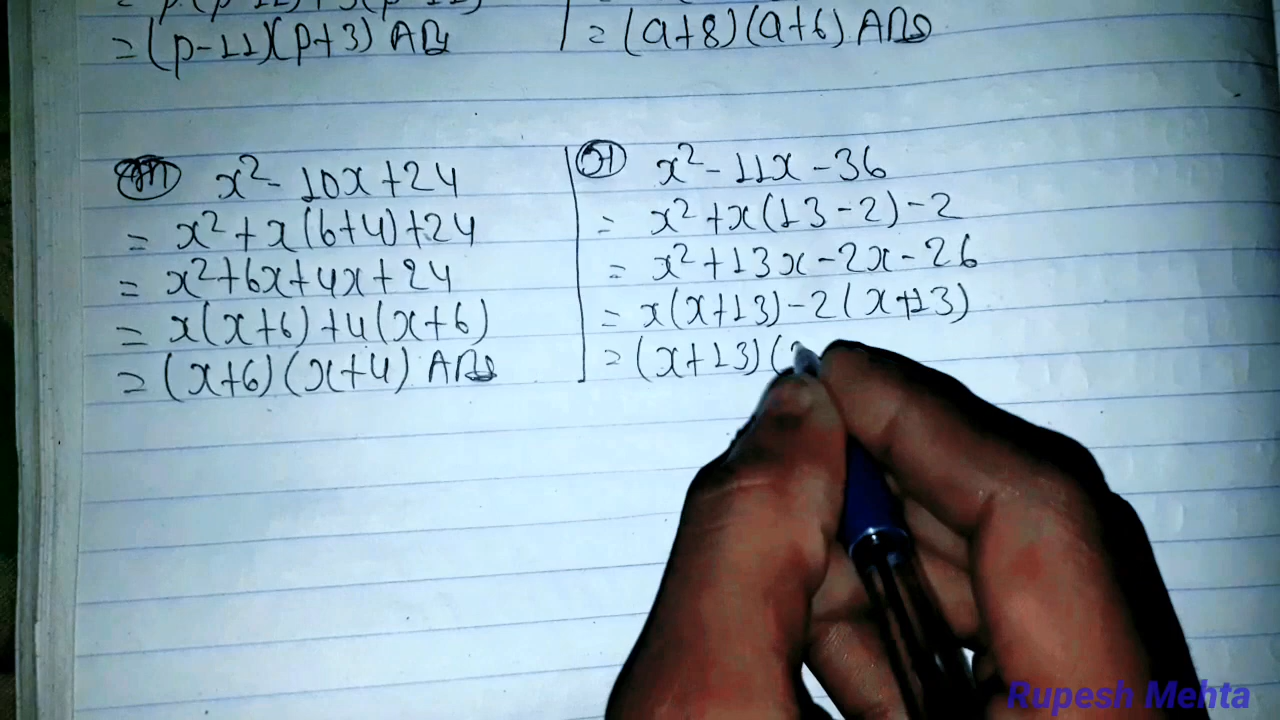 = (p-11)(p+3) Ans
= (a+8)(a+6) Ans
x²-10x+24
= x²+x(6+4)+24
= x²+6x+4x+24
= x(x+6)+4(x+6)
= (x+6)(x+4) Ans
x²-11x-36
= x²+x(13-2)-2
= x²+13x-2x-26
= x(x+13)-2(x+13)
= (x+13)(
Rupesh Mehta